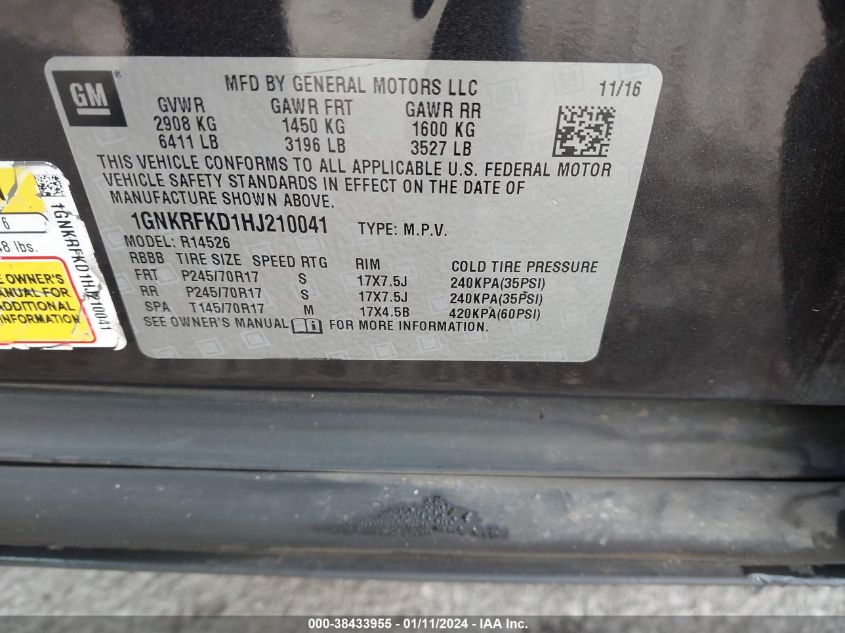 GM
MFD BY GENERAL MOTORS LLC 11/16
GVWR GAWR FRT GAWR RR
2908 KG 1450 KG 1600 KG
6411 LB 3196 LB 3527 LB
THIS VEHICLE CONFORMS TO ALL APPLICABLE U.S. FEDERAL MOTOR
VEHICLE SAFETY STANDARDS IN EFFECT ON THE DATE OF
MANUFACTURE SHOWN ABOVE.
1GNKRFKD1HJ210041 TYPE: M.P.V.
MODEL: R14526
RBBB TIRE SIZE SPEED RTG RIM COLD TIRE PRESSURE
FRT P245/70R17 S 17X7.5J 240KPA(35PSI)
RR P245/70R17 S 17X7.5J 240KPA(35PSI)
SPA T145/70R17 M 17X4.5B 420KPA(60PSI)
SEE OWNER'S MANUAL FOR MORE INFORMATION.
6
lbs.
OWNER'S
MANUAL FOR
ADDITIONAL
INFORMATION
1GNKRFKD1HJ210041
000-38433955 - 01/11/2024 - IAA Inc.